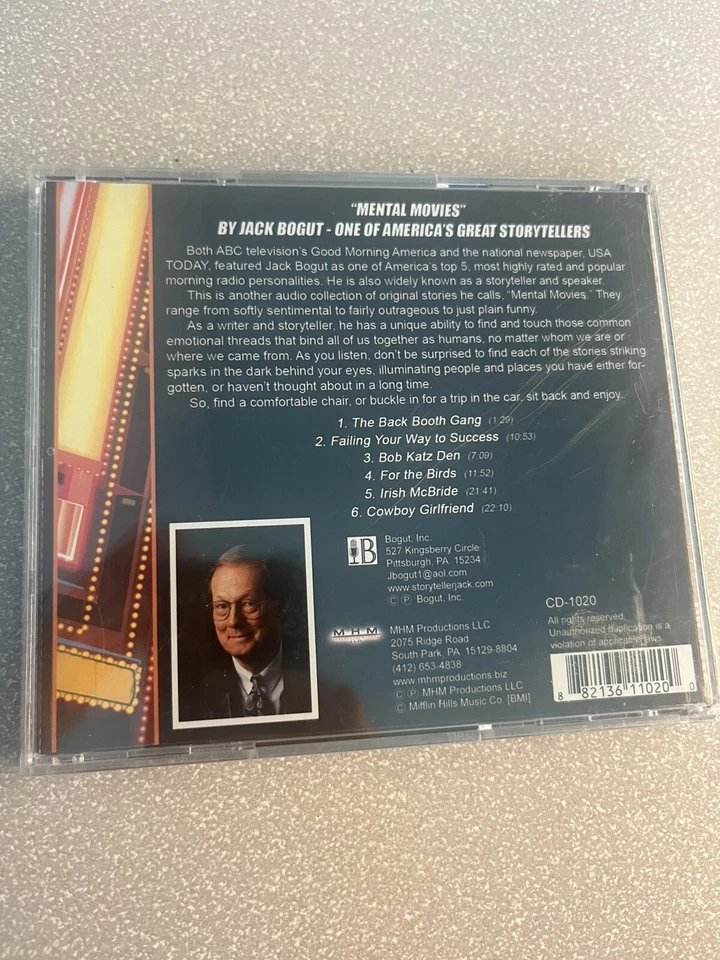 "MENTAL MOVIES"
BY JACK BOGUT - ONE OF AMERICA'S GREAT STORYTELLERS
Both ABC television's Good Morning America and the national newspaper, USA
TODAY, featured Jack Bogut as one of America's top 5, most highly rated and popular
morning radio personalities. He is also widely known as a storyteller and speaker.
This is another audio collection of original stories he calls, "Mental Movies." They
range from softly sentimental to fairly outrageous to just plain funny.
As a writer and storyteller, he has a unique ability to find and touch those common
emotional threads that bind all of us together as humans, no matter whom we are or
where we came from. As you listen, don't be surprised to find each of the stories striking
sparks in the dark behind your eyes, illuminating people and places you have either for-
gotten, or haven't thought about in a long time.
So, find a comfortable chair, or buckle in for a trip in the car, sit back and enjoy.
1. The Back Booth Gang (1:29)
2. Failing Your Way to Success (10:53)
3. Bob Katz Den (7:09)
4. For the Birds (11:52)
5. Irish McBride (21:41)
6. Cowboy Girlfriend (22:10)
B
Bogut, Inc.
527 Kingsberry Circle
Pittsburgh, PA 15234
Jbogut1@aol.com
www.storytellerjack.com
Ⓒ Ⓟ Bogut, Inc.
MHM
MHM Productions LLC
2075 Ridge Road
South Park, PA 15129-8804
(412) 653-4838
www.mhmproductions.biz
Ⓒ Ⓟ MHM Productions LLC
Ⓒ Mifflin Hills Music Co. [BMI]
CD-1020
All rights reserved.
Unauthorized duplication is a
violation of applicable laws.
8 82136 11020 0